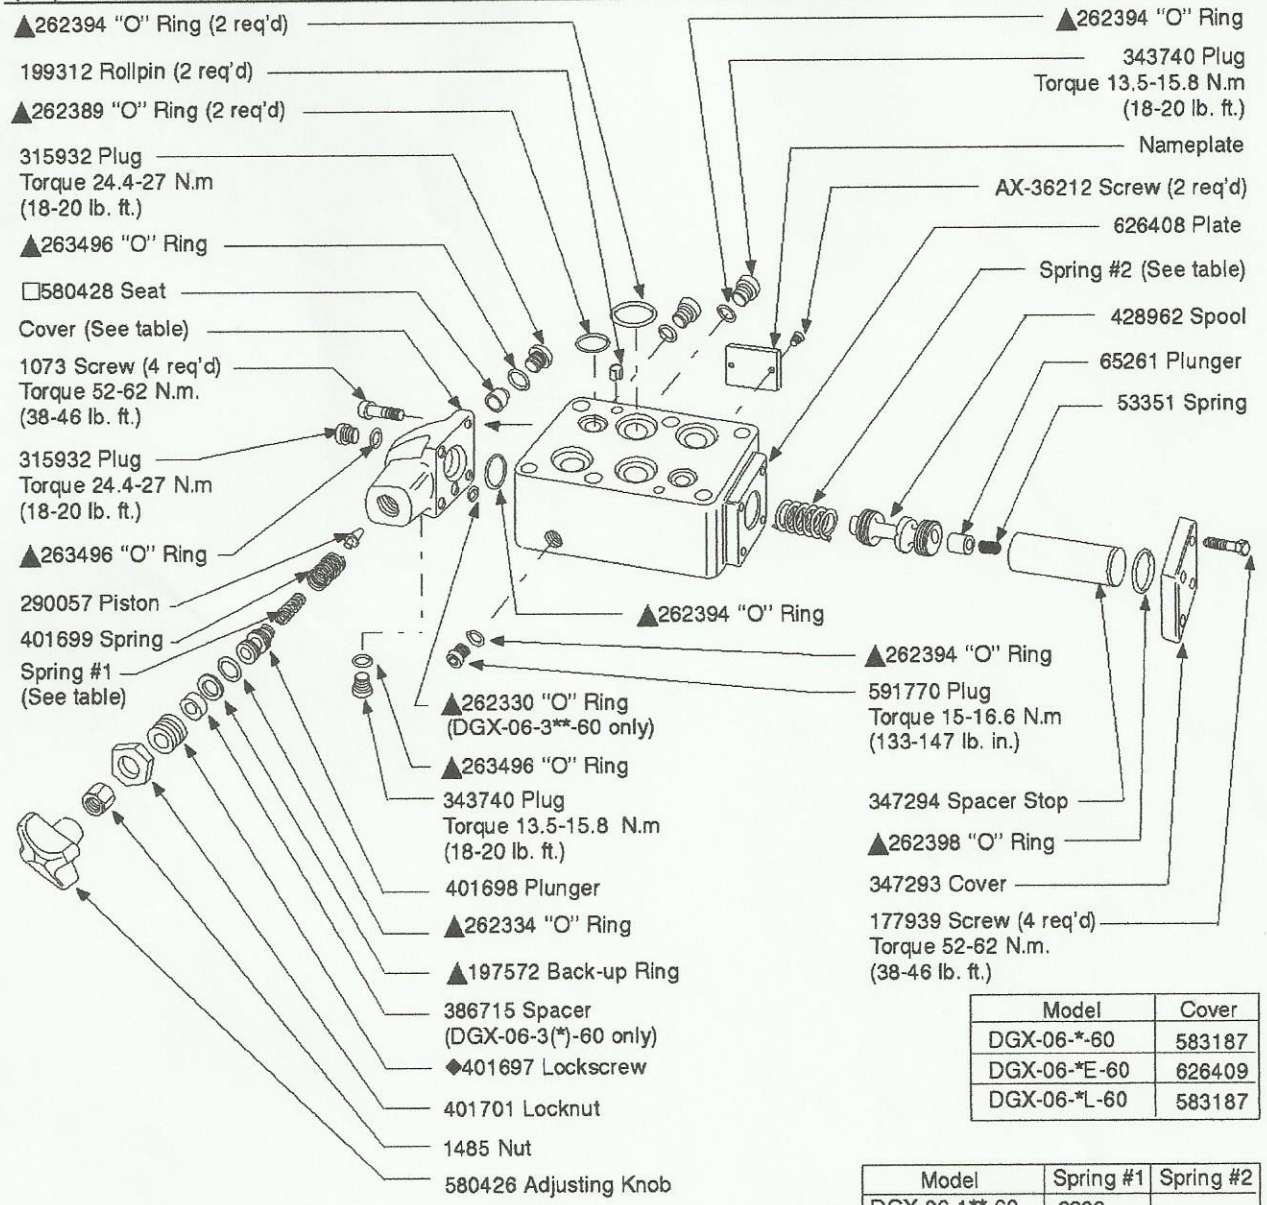 ▲262394 "O" Ring (2 req'd)
199312 Rollpin (2 req'd)
▲262389 "O" Ring (2 req'd)
315932 Plug
Torque 24.4-27 N.m
(18-20 lb. ft.)
▲263496 "O" Ring
□580428 Seat
Cover (See table)
1073 Screw (4 req'd)
Torque 52-62 N.m.
(38-46 lb. ft.)
315932 Plug
Torque 24.4-27 N.m
(18-20 lb. ft.)
▲263496 "O" Ring
290057 Piston
401699 Spring
Spring #1
(See table)
▲262394 "O" Ring
343740 Plug
Torque 13.5-15.8 N.m
(18-20 lb. ft.)
Nameplate
AX-36212 Screw (2 req'd)
626408 Plate
Spring #2 (See table)
428962 Spool
65261 Plunger
53351 Spring
▲262394 "O" Ring
▲262330 "O" Ring
(DGX-06-3**-60 only)
▲263496 "O" Ring
343740 Plug
Torque 13.5-15.8 N.m
(18-20 lb. ft.)
401698 Plunger
▲262334 "O" Ring
▲197572 Back-up Ring
386715 Spacer
(DGX-06-3(*)-60 only)
◆401697 Lockscrew
401701 Locknut
1485 Nut
580426 Adjusting Knob
▲262394 "O" Ring
591770 Plug
Torque 15-16.6 N.m
(133-147 lb. in.)
347294 Spacer Stop
▲262398 "O" Ring
347293 Cover
177939 Screw (4 req'd)
Torque 52-62 N.m.
(38-46 lb. ft.)
Model Cover
DGX-06-*-60 583187
DGX-06-*E-60 626409
DGX-06-*L-60 583187
Model Spring #1 Spring #2